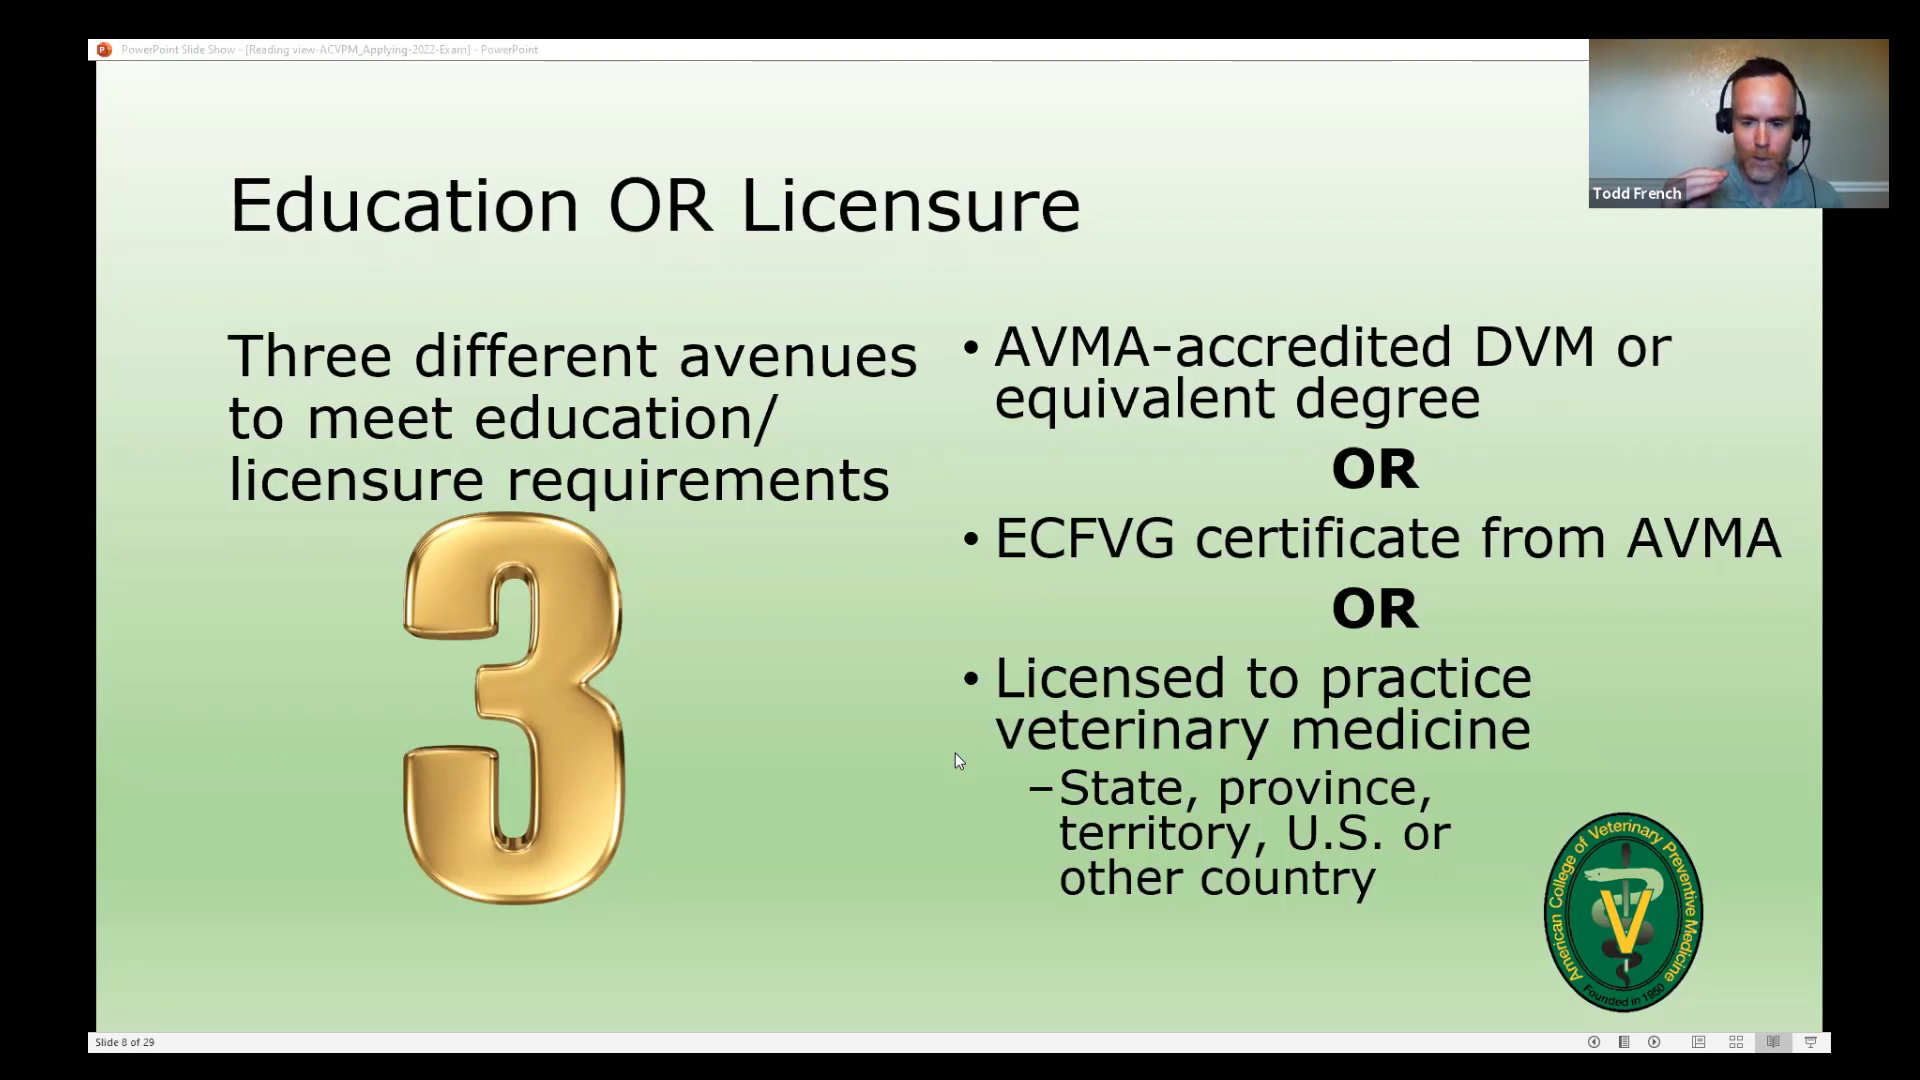 PowerPoint Slide Show - [Reading view-ACVPM_Applying-2022-Exam] - PowerPoint
Todd French
Education OR Licensure
Three different avenues
to meet education/
licensure requirements
3
• AVMA-accredited DVM or
equivalent degree
OR
• ECFVG certificate from AVMA
OR
• Licensed to practice
veterinary medicine
–State, province,
territory, U.S. or
other country
American College of Veterinary Preventive Medicine
V
Founded in 1950
Slide 8 of 29